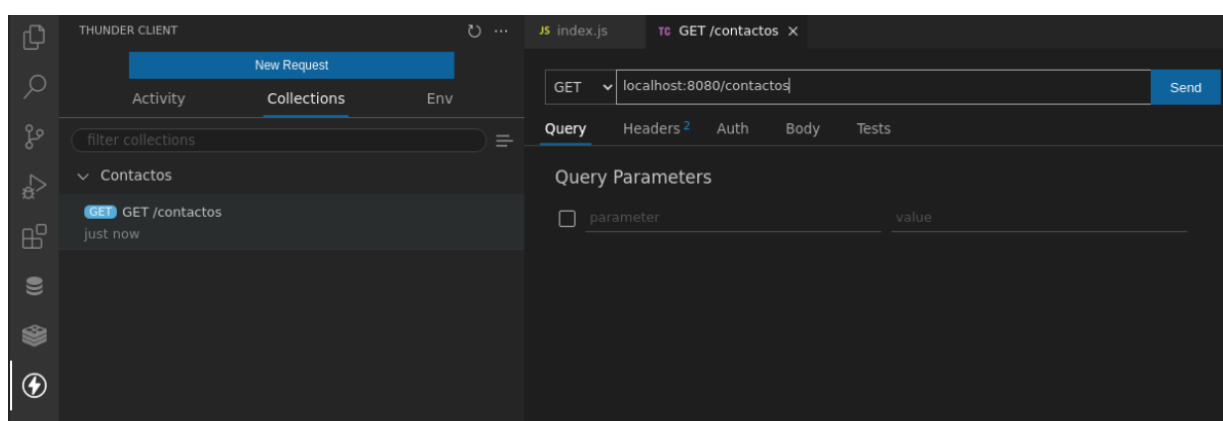 THUNDER CLIENT
New Request
Activity Collections Env
filter collections
Contactos
GET GET /contactos
just now
JS index.js TC GET /contactos ×
GET localhost:8080/contactos Send
Query Headers 2 Auth Body Tests
Query Parameters
parameter value